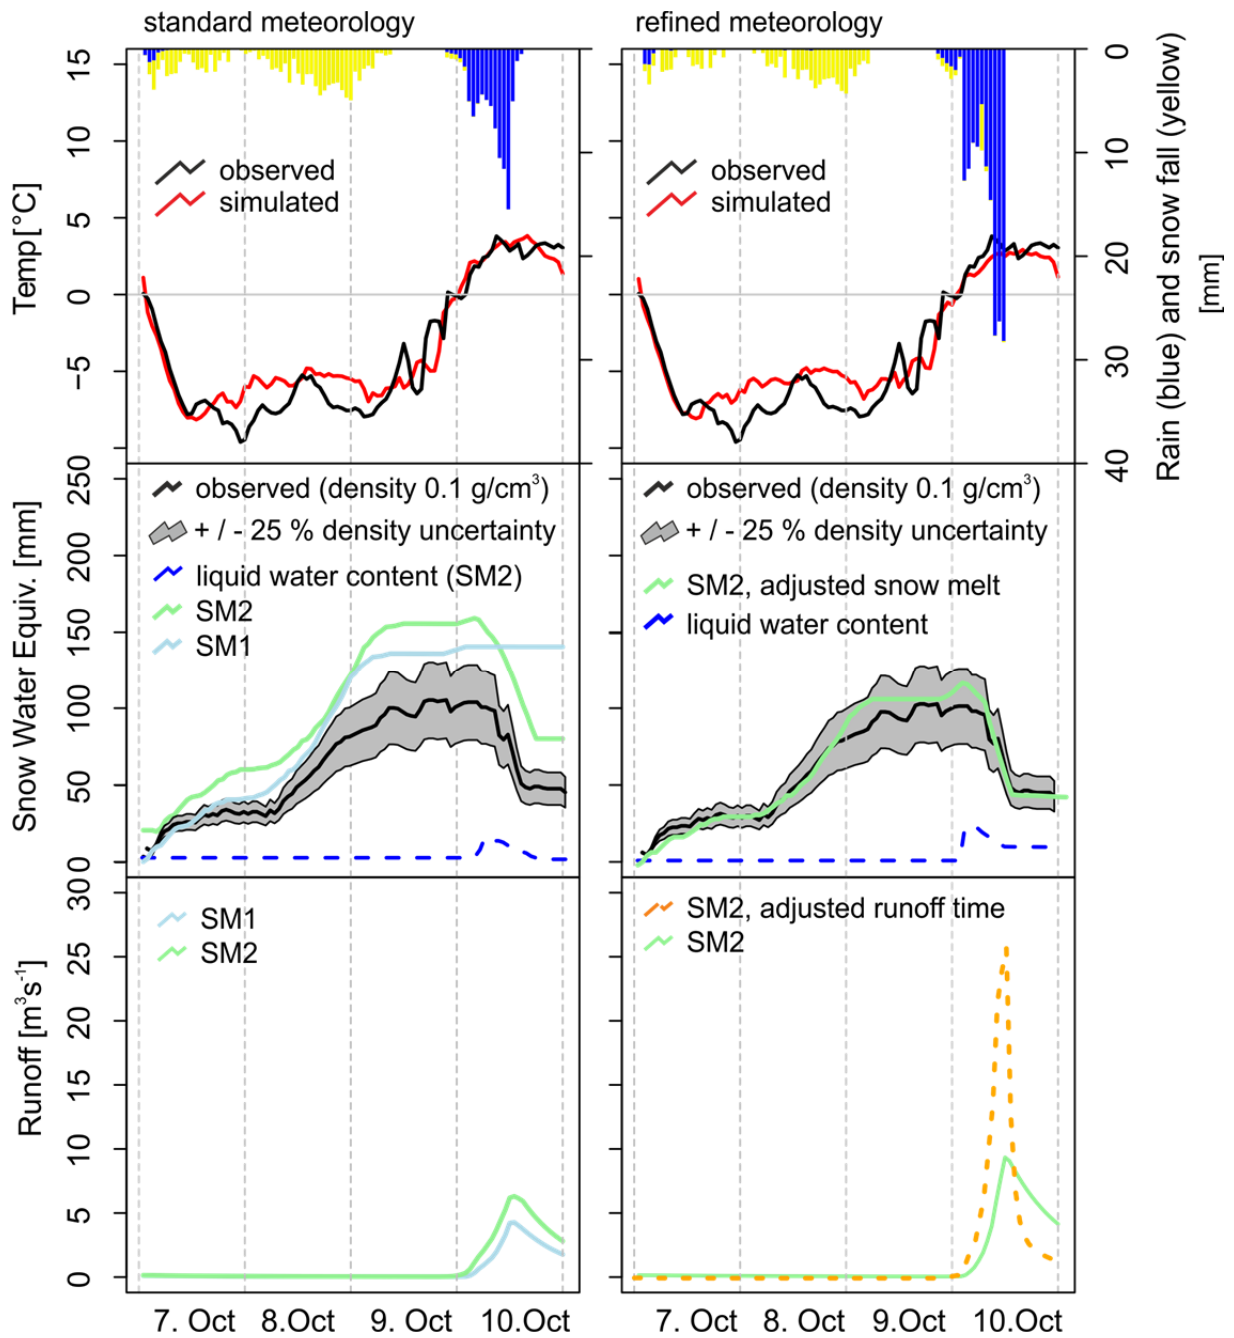 standard meteorology
refined meteorology
Temp[°C]
15
10
5
0
−5
observed
simulated
observed
simulated
0
10
20
30
40
Rain (blue) and snow fall (yellow)
[mm]
Snow Water Equiv. [mm]
250
200
150
100
50
0
observed (density 0.1 g/cm³)
+ / - 25 % density uncertainty
liquid water content (SM2)
SM2
SM1
observed (density 0.1 g/cm³)
+ / - 25 % density uncertainty
SM2, adjusted snow melt
liquid water content
Runoff [m³s⁻¹]
30
25
20
15
10
5
0
SM1
SM2
SM2, adjusted runoff time
SM2
7. Oct 8.Oct 9. Oct 10.Oct
7. Oct 8.Oct 9.Oct 10.Oct